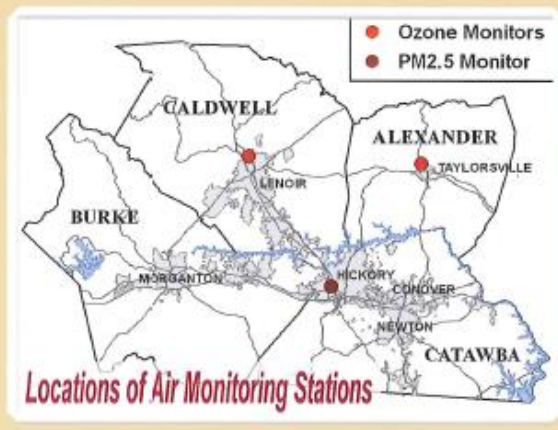 Ozone Monitors
PM2.5 Monitor
CALDWELL
ALEXANDER
TAYLORSVILLE
LENOIR
BURKE
HICKORY
MORGANTON
CONOVER
NEWTON
CATAWBA
Locations of Air Monitoring Stations